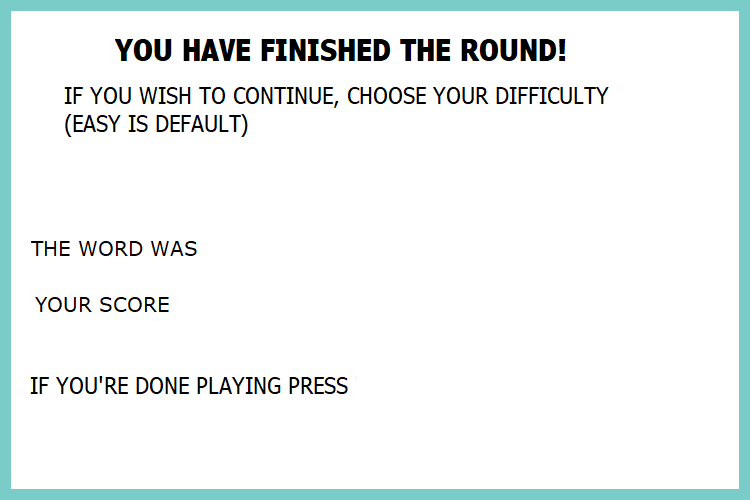 YOU HAVE FINISHED THE ROUND!
IF YOU WISH TO CONTINUE, CHOOSE YOUR DIFFICULTY
(EASY IS DEFAULT)
THE WORD WAS
YOUR SCORE
IF YOU'RE DONE PLAYING PRESS